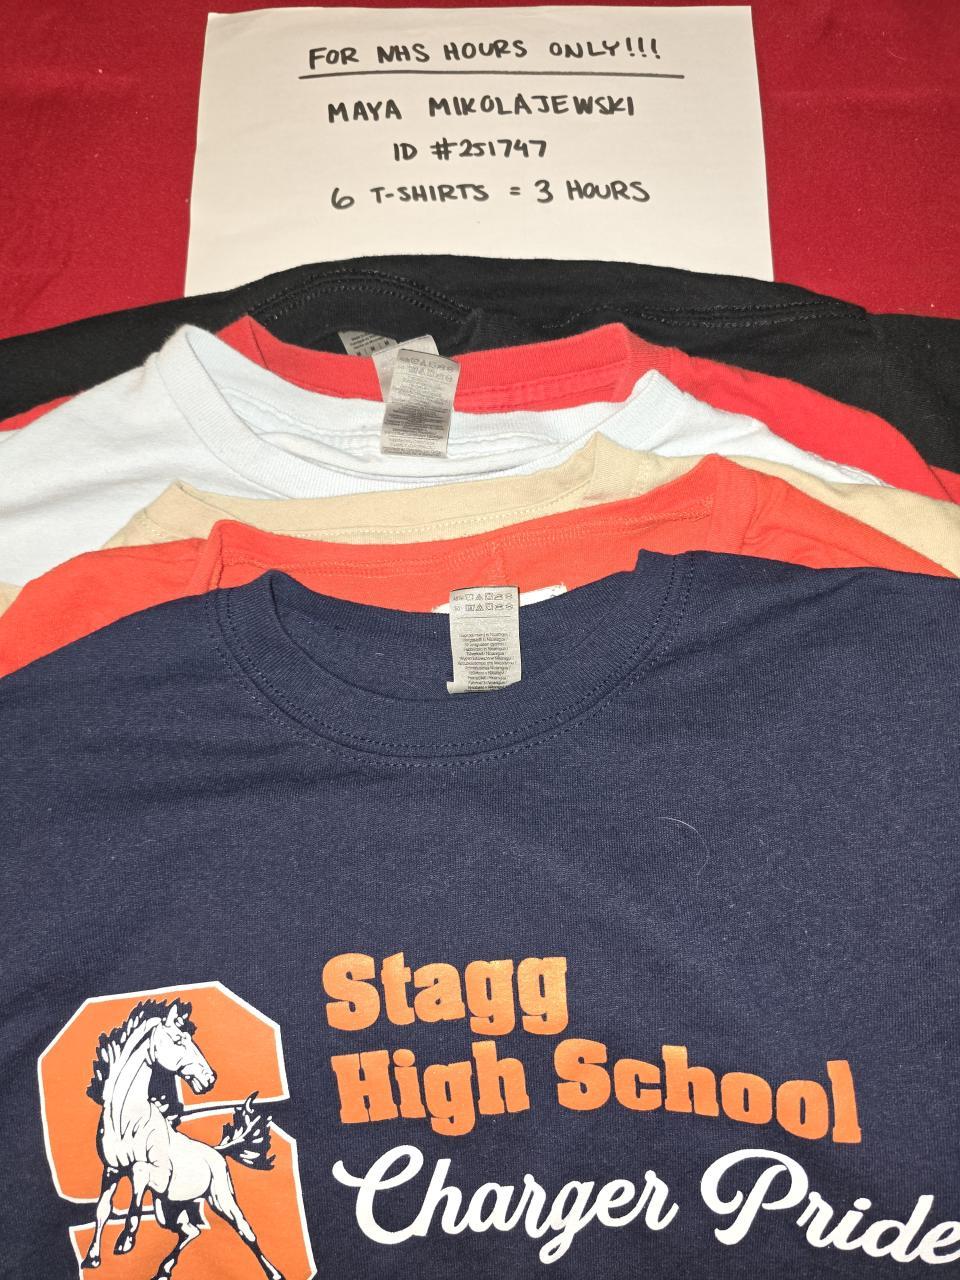 FOR NHS HOURS ONLY!!!
MAYA MIKOLAJEWSKI
ID #251747
6 T-SHIRTS = 3 HOURS
Stagg
High School
Charger Pride